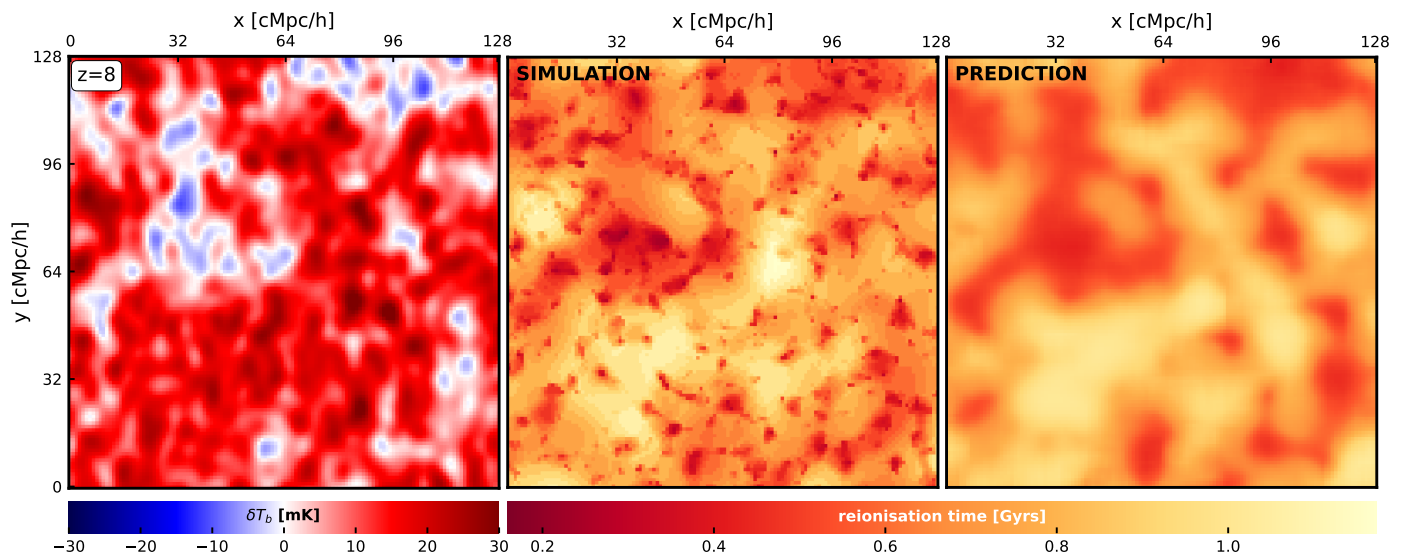 x [cMpc/h] x [cMpc/h] x [cMpc/h]
0 32 64 96 128 32 64 96 128 32 64 96 128
128 z=8 SIMULATION PREDICTION
96
y [cMpc/h]
64
32
0
δT_b [mK] reionisation time [Gyrs]
−30 −20 −10 0 10 20 30 0.2 0.4 0.6 0.8 1.0